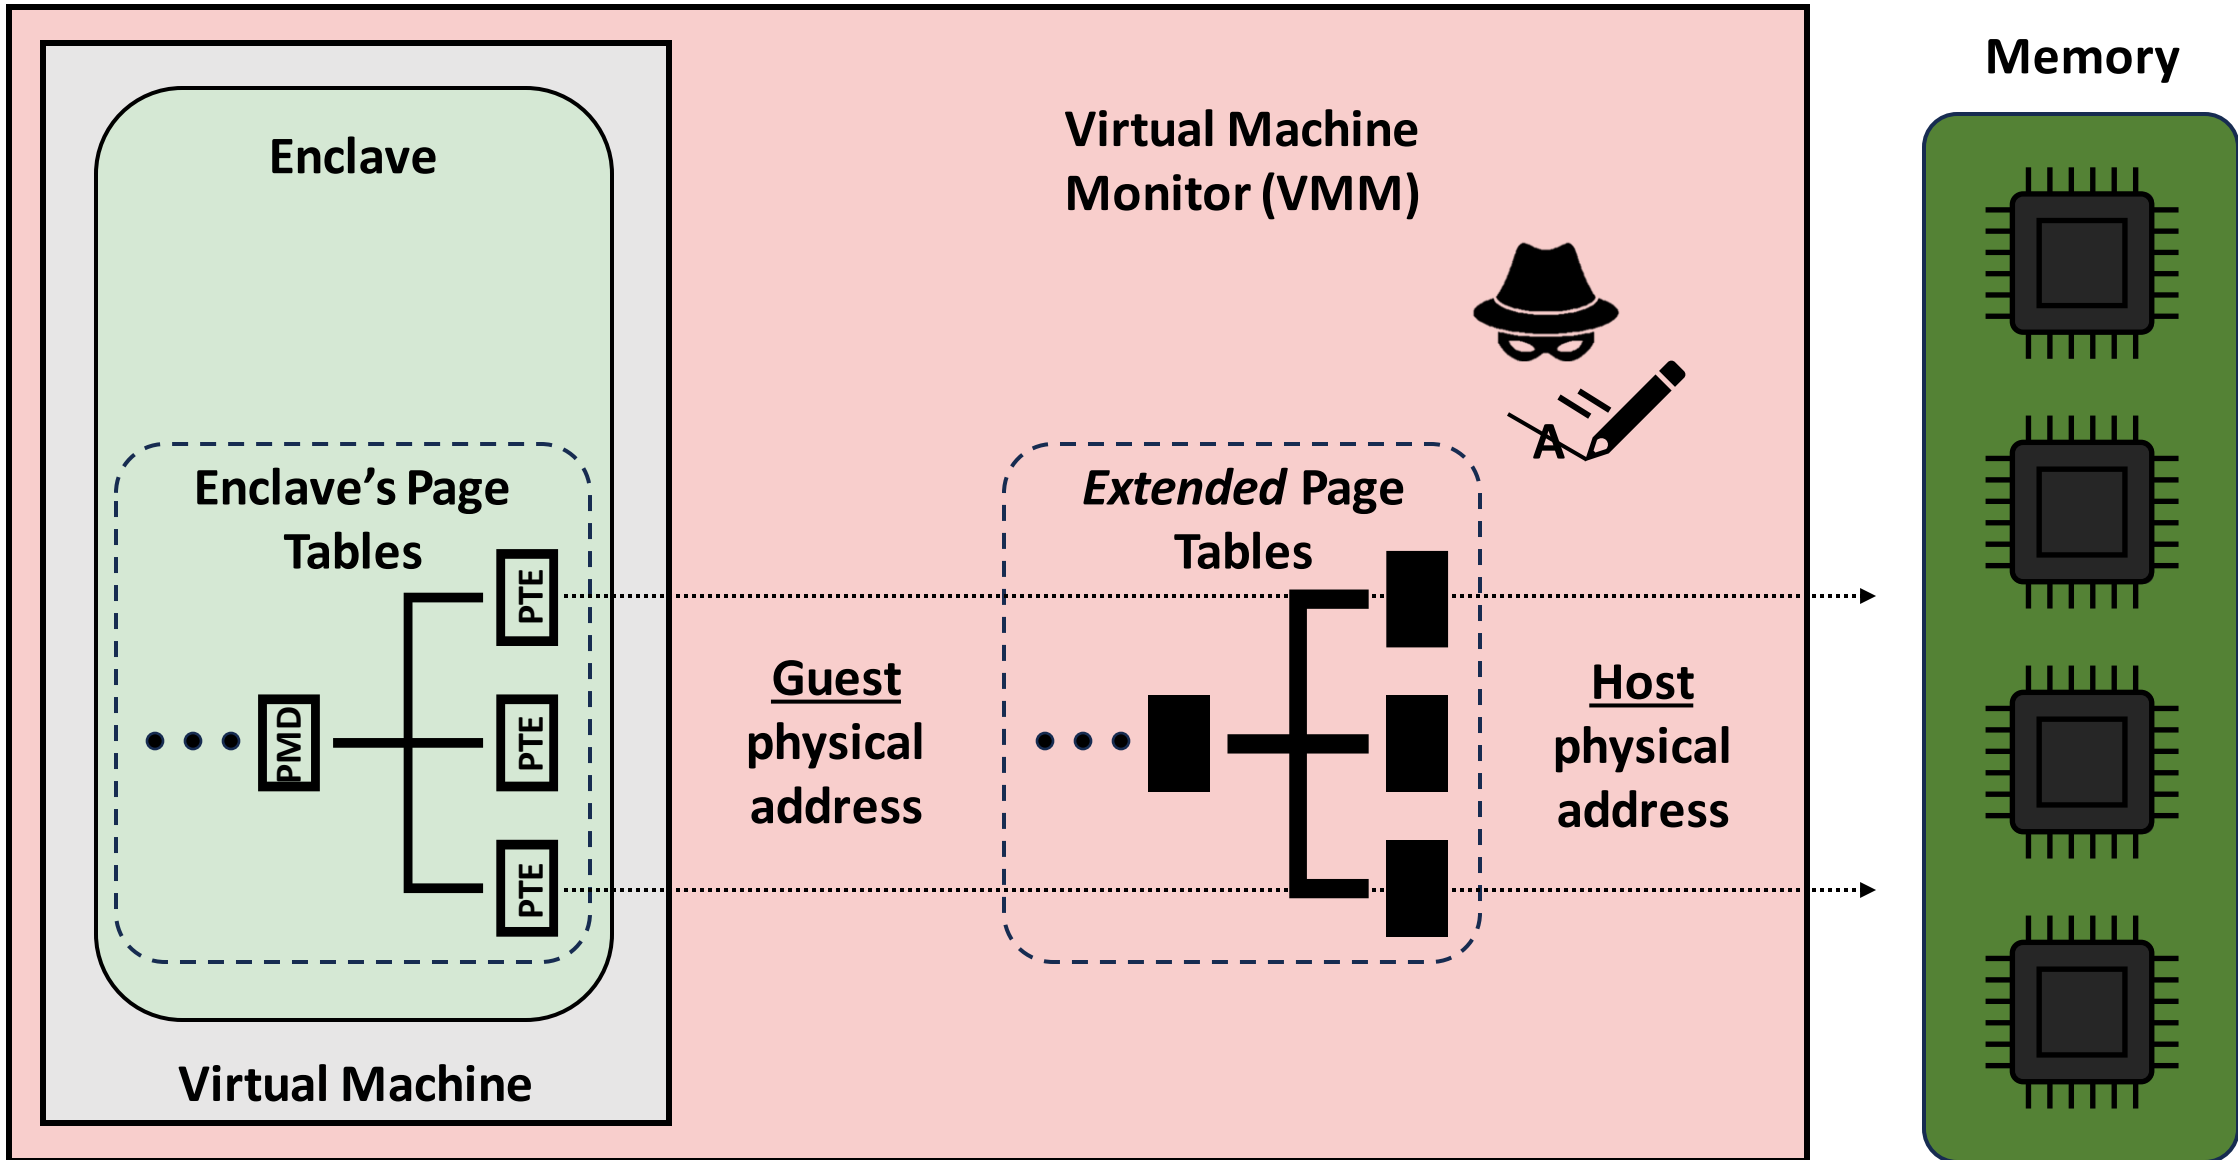 Memory
Virtual Machine
Monitor (VMM)
Enclave
A
Enclave’s Page
Tables
Extended Page
Tables
PTE
PMD
PTE
PTE
Guest
physical
address
Host
physical
address
Virtual Machine